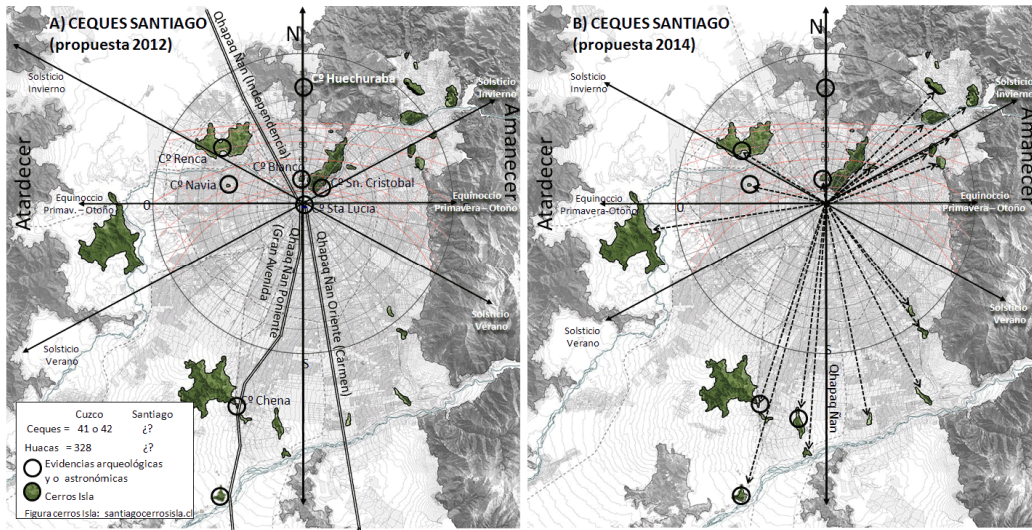 A) CEQUES SANTIAGO
(propuesta 2012)
N
Qhapaq Ñan (Independencia)
Cº Huechuraba
Solsticio
Invierno
Solsticio
Invierno
Amanecer
Atardecer
Cº Renca
Cº Blanco
Cº Navia
Cº Sn. Cristobal
Cº Sta Lucia
Equinoccio
Primav. – Otoño
O
Equinoccio
Primavera – Otoño
Qhapaq Ñan Poniente
(Gran Avenida)
Qhapaq Ñan Oriente (Carmen)
Solsticio
Verano
Solsticio
Verano
S
Cº Chena
Cuzco Santiago
Ceques = 41 o 42 ¿?
Huacas = 328 ¿?
Evidencias arqueológicas
y o astronómicas
Cerros Isla
Figura cerros Isla: santiagocerrosisla.cl
B) CEQUES SANTIAGO
(propuesta 2014)
N
Solsticio
Invierno
Solsticio
Invierno
Amanecer
Atardecer
Equinoccio
Primavera-Otoño
O
Equinoccio
Primavera – Otoño
Solsticio
Verano
Solsticio
Verano
S
Qhapaq Ñan